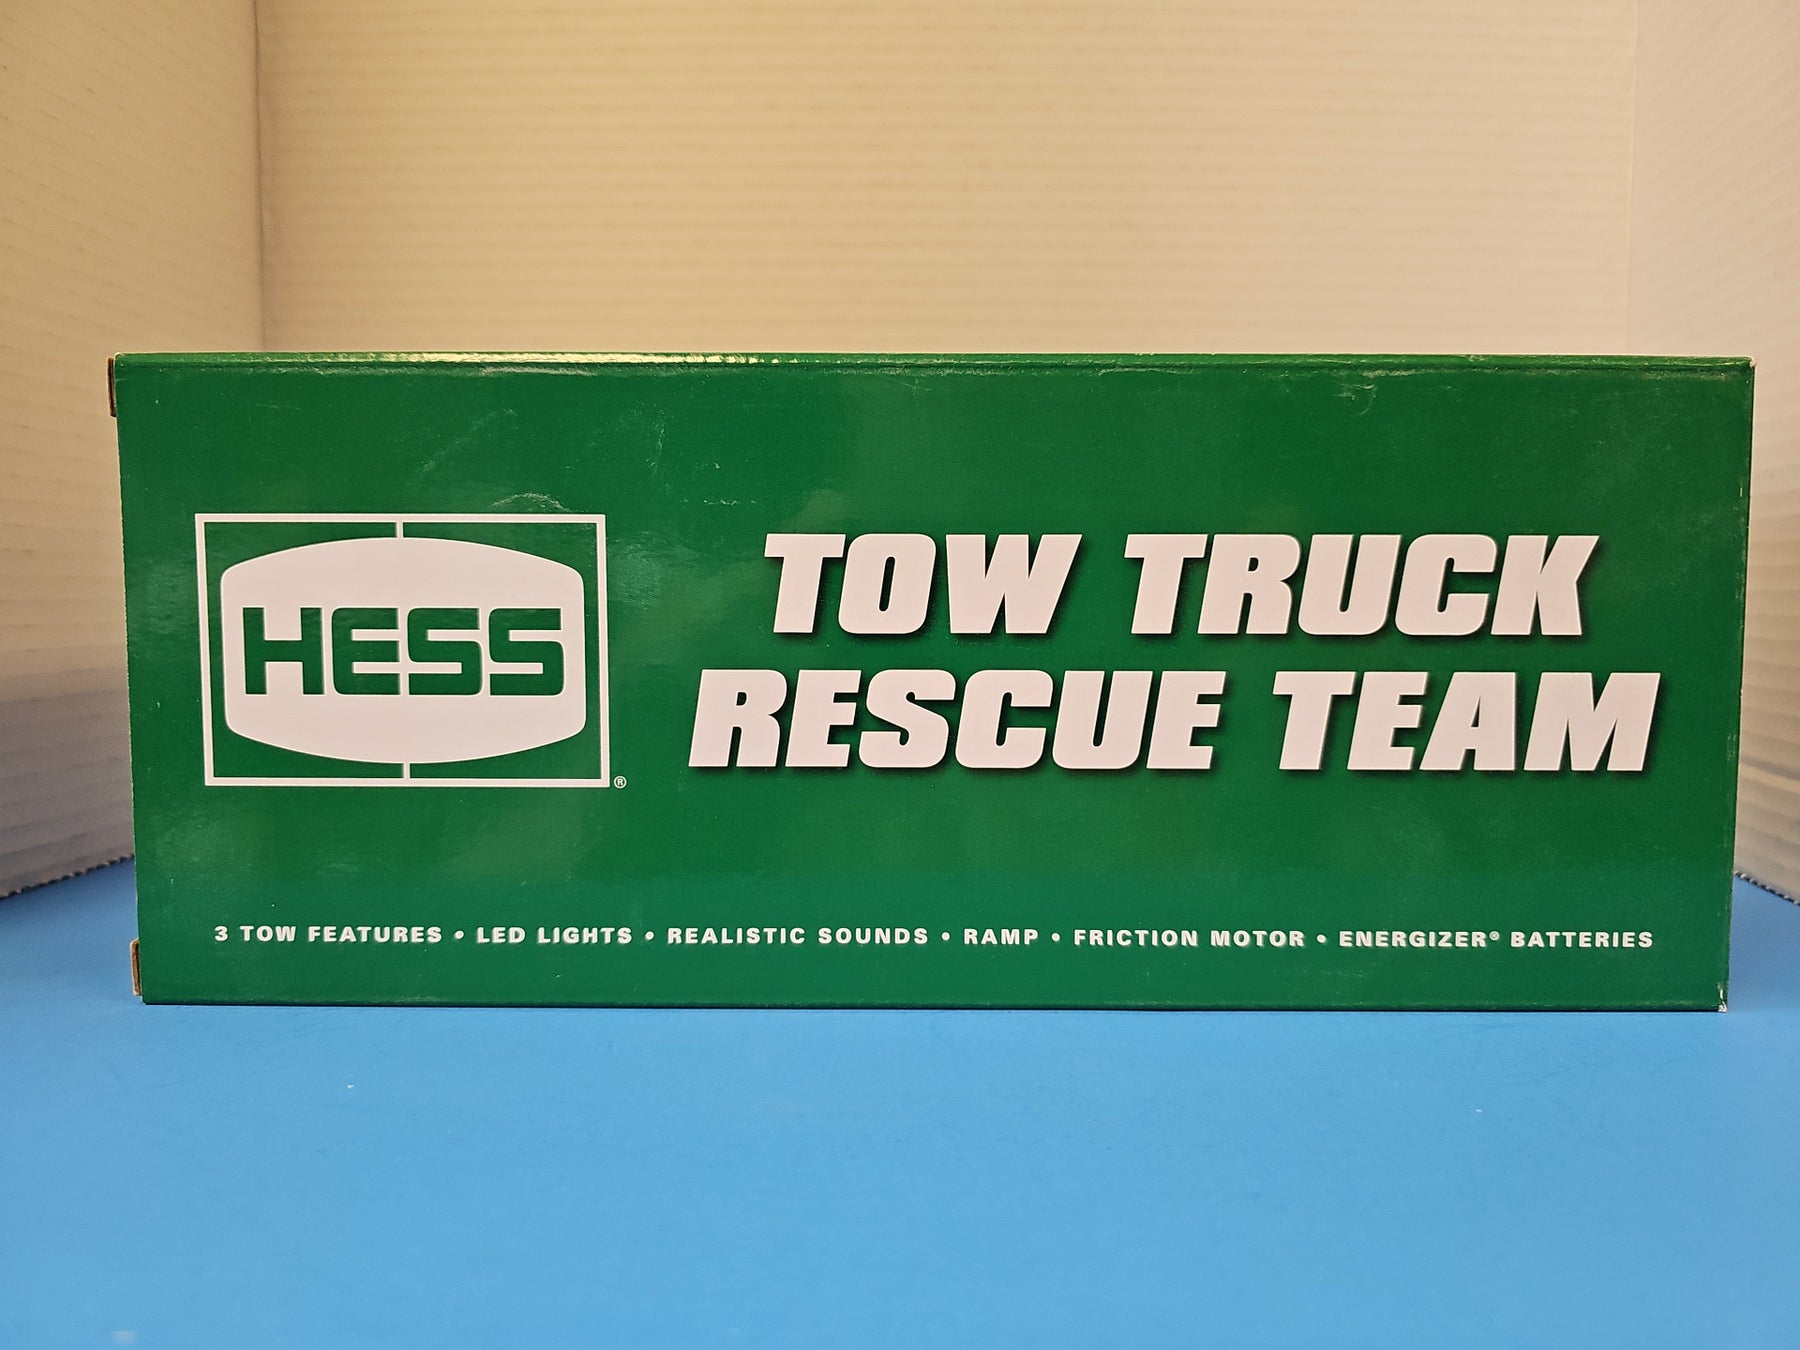 HESS
®
TOW TRUCK
RESCUE TEAM
3 TOW FEATURES • LED LIGHTS • REALISTIC SOUNDS • RAMP • FRICTION MOTOR • ENERGIZER® BATTERIES